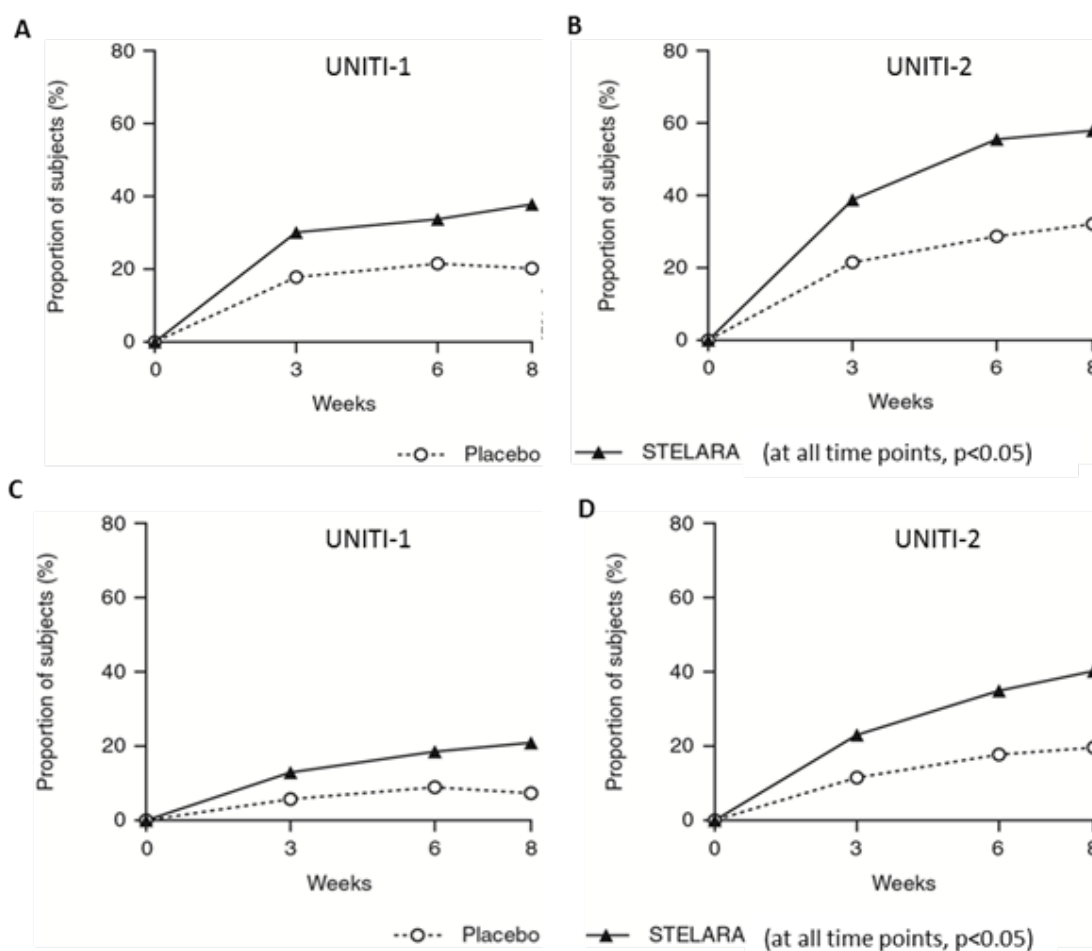 A
UNITI-1
Proportion of subjects (%)
80
60
40
20
0
0 3 6 8
Weeks
B
UNITI-2
Proportion of subjects (%)
80
60
40
20
0
0 3 6 8
Weeks
Placebo STELARA (at all time points, p<0.05)
C
UNITI-1
Proportion of subjects (%)
80
60
40
20
0
0 3 6 8
Weeks
D
UNITI-2
Proportion of subjects (%)
80
60
40
20
0
0 3 6 8
Weeks
Placebo STELARA (at all time points, p<0.05)